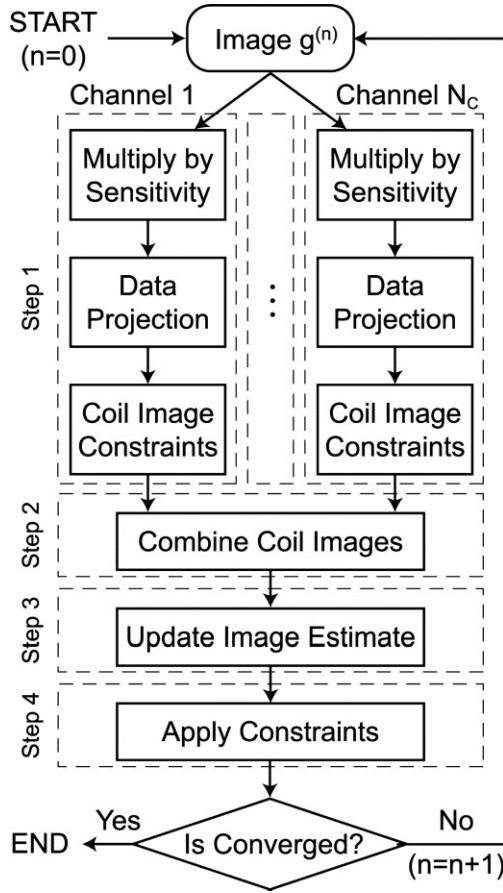 START
(n=0)
Image g⁽ⁿ⁾
Channel 1
Channel N_C
Step 1
Multiply by
Sensitivity
Data
Projection
Coil Image
Constraints
⋮
Multiply by
Sensitivity
Data
Projection
Coil Image
Constraints
Step 2
Combine Coil Images
Step 3
Update Image Estimate
Step 4
Apply Constraints
Is Converged?
Yes
END
No
(n=n+1)